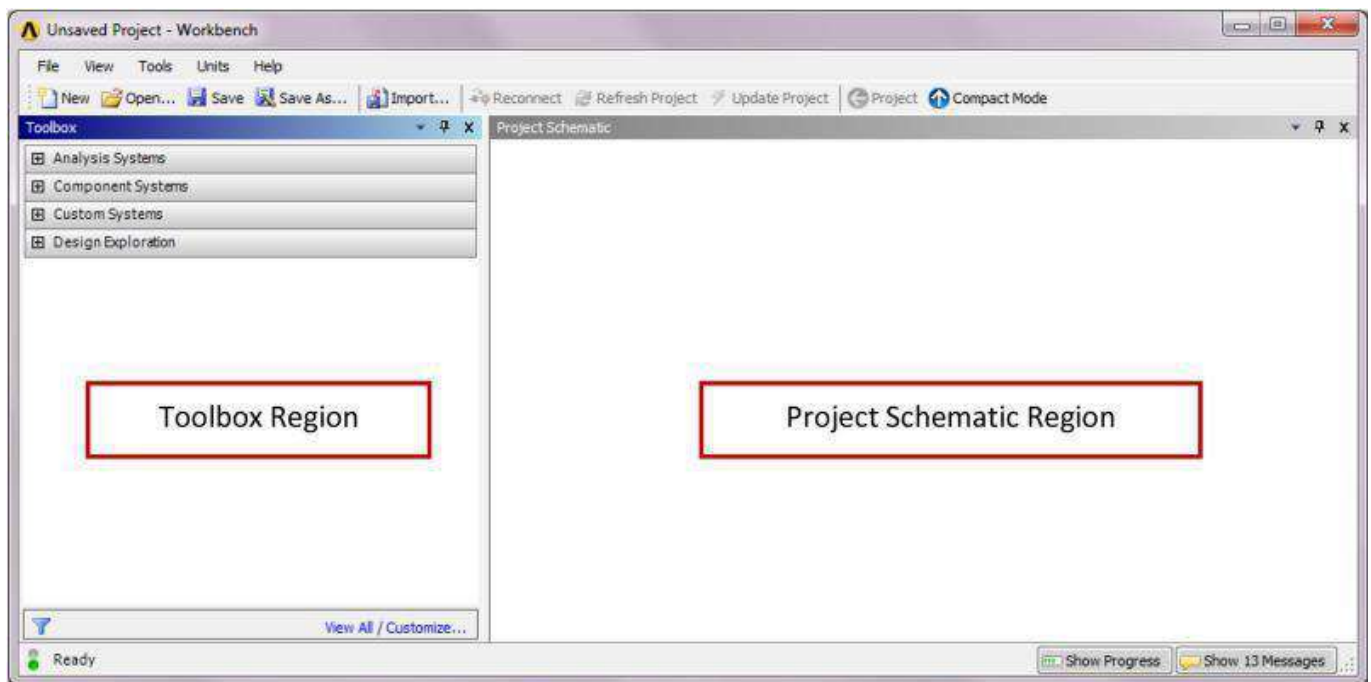 Unsaved Project - Workbench
File View Tools Units Help
New Open... Save Save As... Import... Reconnect Refresh Project Update Project Project Compact Mode
Toolbox
Project Schematic
Analysis Systems
Component Systems
Custom Systems
Design Exploration
Toolbox Region
Project Schematic Region
View All / Customize...
Ready
Show Progress
Show 13 Messages